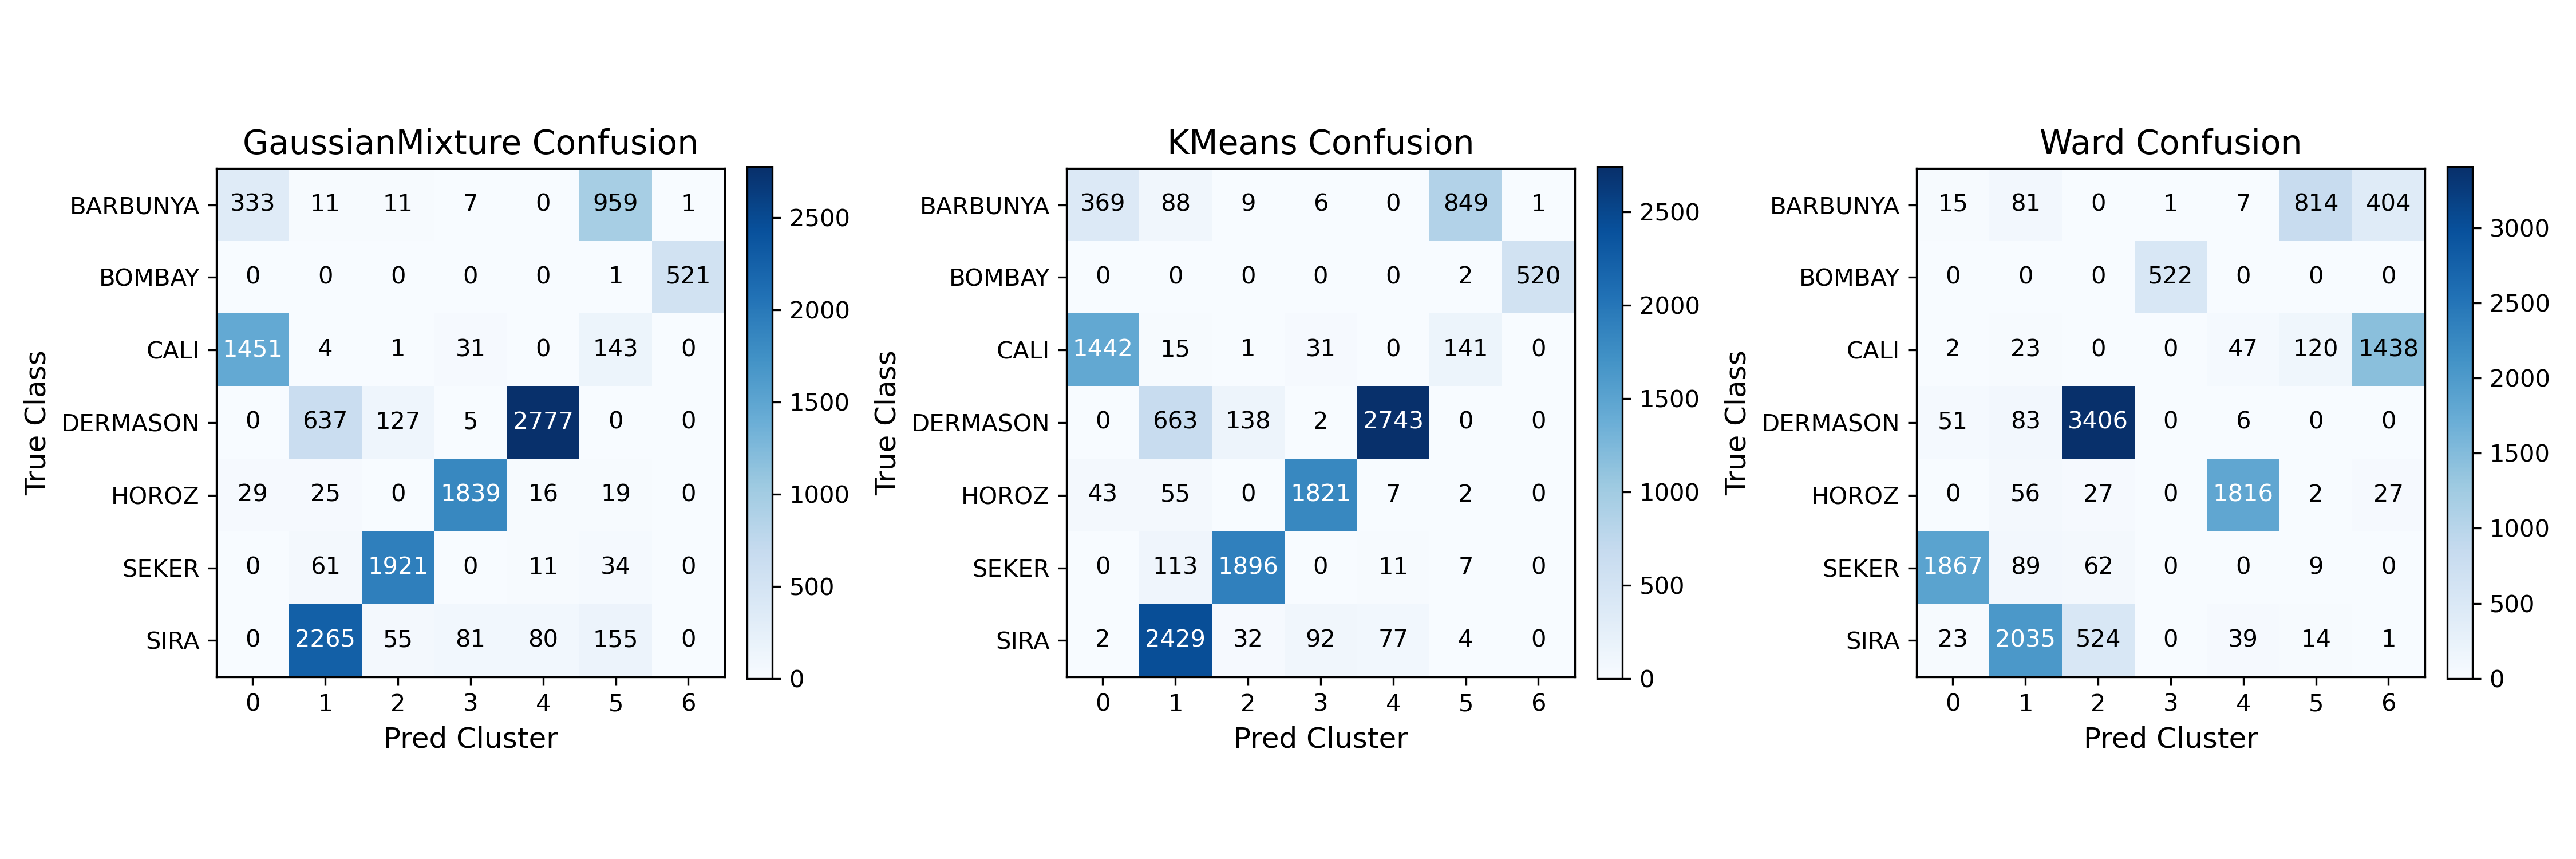 GaussianMixture Confusion
BARBUNYA 333 11 11 7 0 959 1
BOMBAY 0 0 0 0 0 1 521
CALI 1451 4 1 31 0 143 0
DERMASON 0 637 127 5 2777 0 0
HOROZ 29 25 0 1839 16 19 0
SEKER 0 61 1921 0 11 34 0
SIRA 0 2265 55 81 80 155 0
0 1 2 3 4 5 6
Pred Cluster
True Class
2500
2000
1500
1000
500
0
KMeans Confusion
BARBUNYA 369 88 9 6 0 849 1
BOMBAY 0 0 0 0 0 2 520
CALI 1442 15 1 31 0 141 0
DERMASON 0 663 138 2 2743 0 0
HOROZ 43 55 0 1821 7 2 0
SEKER 0 113 1896 0 11 7 0
SIRA 2 2429 32 92 77 4 0
0 1 2 3 4 5 6
Pred Cluster
True Class
2500
2000
1500
1000
500
0
Ward Confusion
BARBUNYA 15 81 0 1 7 814 404
BOMBAY 0 0 0 522 0 0 0
CALI 2 23 0 0 47 120 1438
DERMASON 51 83 3406 0 6 0 0
HOROZ 0 56 27 0 1816 2 27
SEKER 1867 89 62 0 0 9 0
SIRA 23 2035 524 0 39 14 1
0 1 2 3 4 5 6
Pred Cluster
True Class
3000
2500
2000
1500
1000
500
0